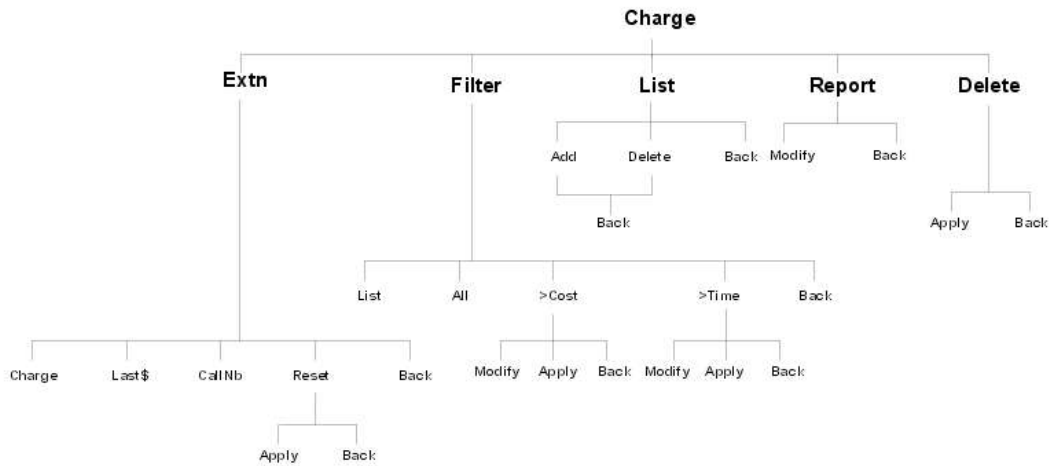 Charge
Extn Filter List Report Delete
Add Delete Back Modify Back
Back Apply Back
List All >Cost >Time Back
Charge Last$ CallNb Reset Back Modify Apply Back Modify Apply Back
Apply Back